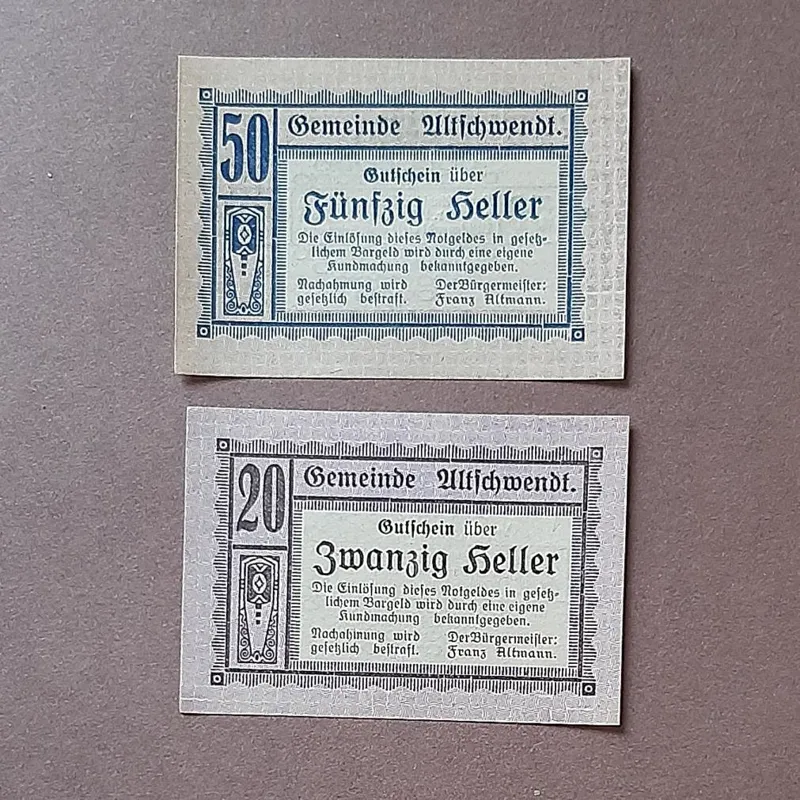 50
Gemeinde Altschwendt.
Gutschein über
Fünfzig Heller
Die Einlösung dieses Notgeldes in gesetz-
lichem Bargeld wird durch eine eigene
Kundmachung bekanntgegeben.
Nachahmung wird
gesetzlich bestraft.
Der Bürgermeister:
Franz Altmann.
20
Gemeinde Altschwendt.
Gutschein über
Zwanzig Heller
Die Einlösung dieses Notgeldes in gesetz-
lichem Bargeld wird durch eine eigene
Kundmachung bekanntgegeben.
Nachahmung wird
gesetzlich bestraft.
Der Bürgermeister:
Franz Altmann.